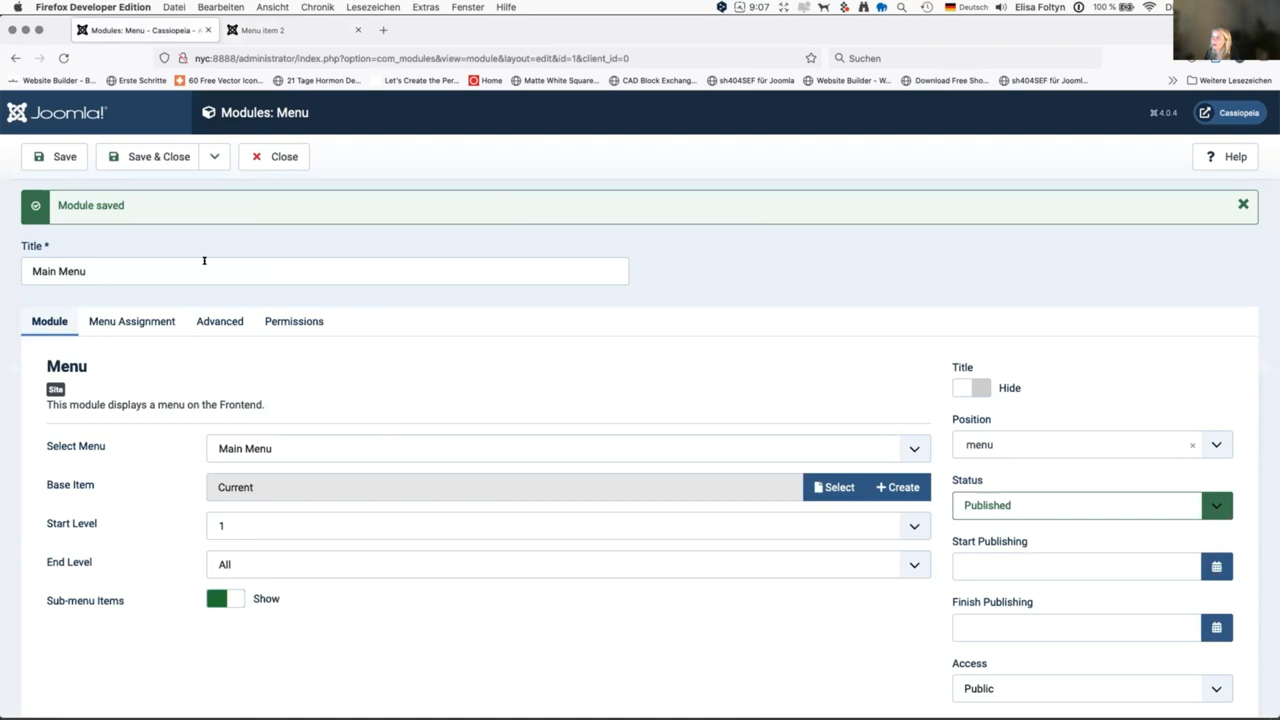 Firefox Developer Edition Datei Bearbeiten Ansicht Chronik Lesezeichen Extras Fenster Hilfe 9:07 Deutsch 100 % Elisa Foltyn
Modules: Menu - Cassiopeia - Menu item 2
nyc:8888/administrator/index.php?option=com_modules&view=module&layout=edit&id=1&client_id=0 Suchen
Website Builder - B... Erste Schritte 60 Free Vector Icon... 21 Tage Hormon De... Let's Create the Per... Home Matte White Square... CAD Block Exchang... sh404SEF für Joomla Website Builder - W... Download Free Sho... sh404SEF für Jooml... Weitere Lesezeichen
Joomla! Modules: Menu 4.0.4 Cassiopeia
Save Save & Close Close ? Help
Module saved
Title *
Main Menu
Module Menu Assignment Advanced Permissions
Menu
Site
This module displays a menu on the Frontend.
Select Menu Main Menu
Base Item Current Select + Create
Start Level 1
End Level All
Sub-menu Items Show
Title
Hide
Position
menu
Status
Published
Start Publishing
Finish Publishing
Access
Public